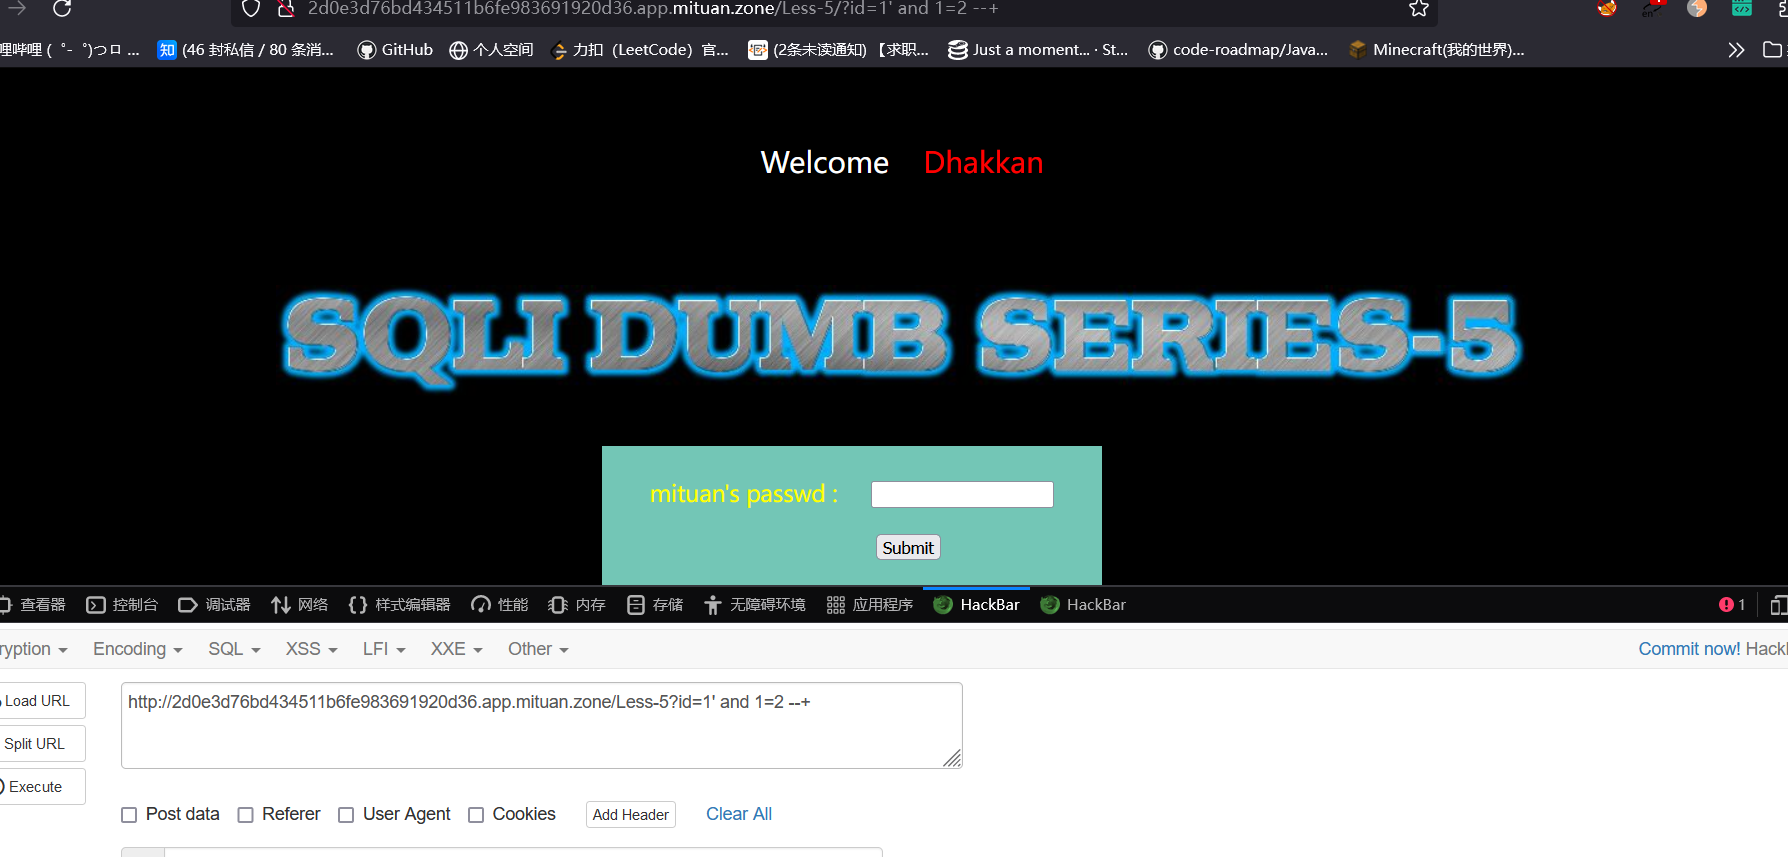 2d0e3d76bd434511b6fe983691920d36.app.mituan.zone/Less-5/?id=1' and 1=2 --+
en
哩哔哩 ( ゜- ゜)つロ ...
知 (46 封私信 / 80 条消...
GitHub
个人空间
力扣（LeetCode）官...
(2条未读通知) 【求职...
Just a moment... · St...
code-roadmap/Java...
Minecraft(我的世界)...
Welcome Dhakkan
SQLI DUMB SERIES-5
mituan's passwd :
Submit
查看器 控制台 调试器 网络 样式编辑器 性能 内存 存储 无障碍环境 应用程序 HackBar HackBar 1
ryption Encoding SQL XSS LFI XXE Other Commit now! Hackl
Load URL
Split URL
Execute
http://2d0e3d76bd434511b6fe983691920d36.app.mituan.zone/Less-5?id=1' and 1=2 --+
Post data Referer User Agent Cookies Add Header Clear All